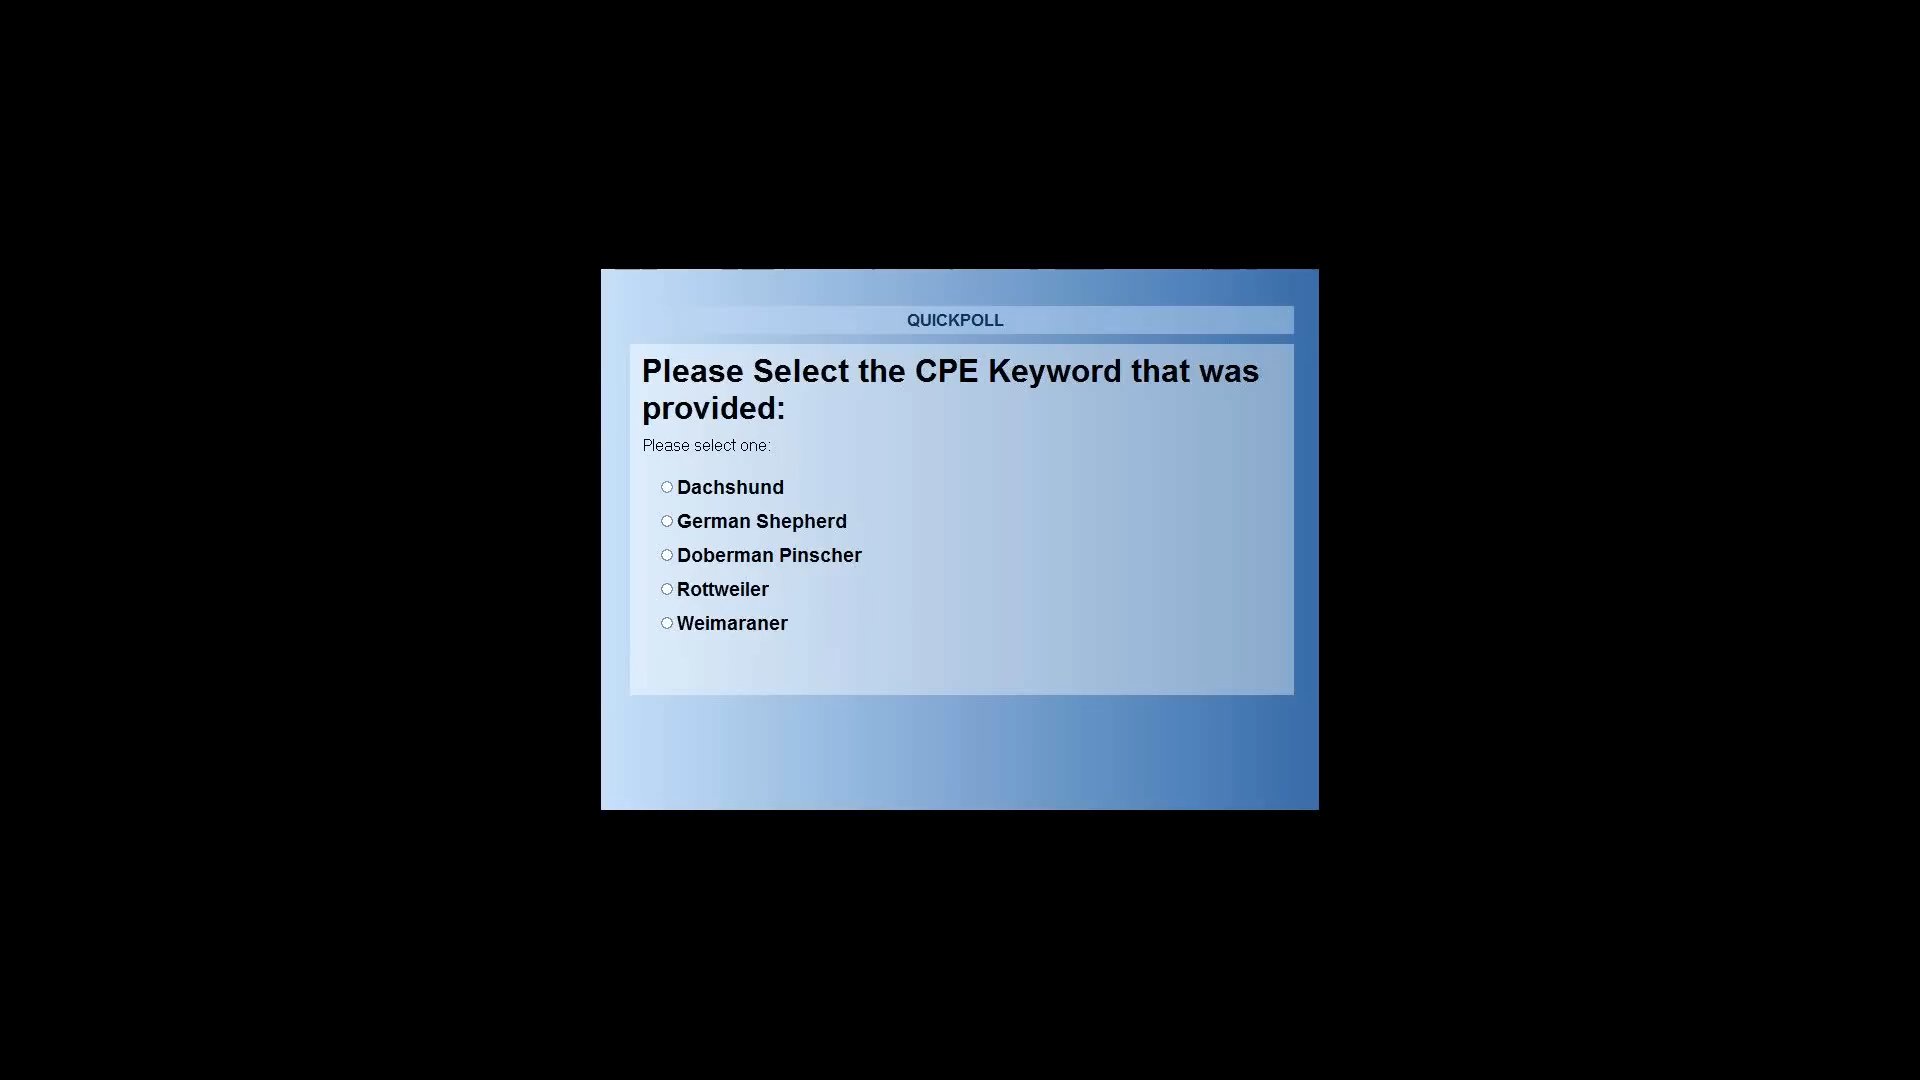 QUICKPOLL
Please Select the CPE Keyword that was
provided:
Please select one:
Dachshund
German Shepherd
Doberman Pinscher
Rottweiler
Weimaraner